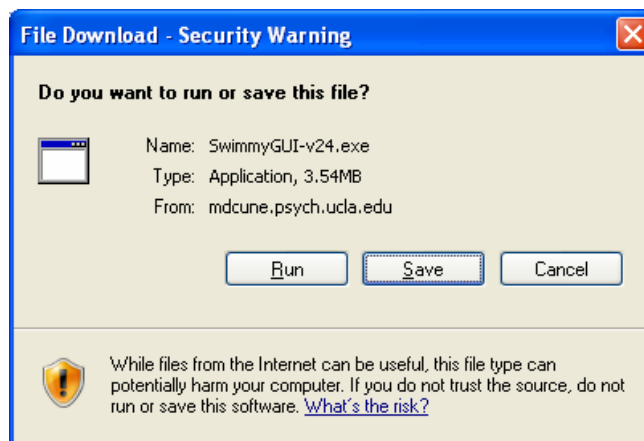 File Download - Security Warning
Do you want to run or save this file?
Name: SwimmyGUI-v24.exe
Type: Application, 3.54MB
From: mdcune.psych.ucla.edu
Run Save Cancel
While files from the Internet can be useful, this file type can
potentially harm your computer. If you do not trust the source, do not
run or save this software. What's the risk?